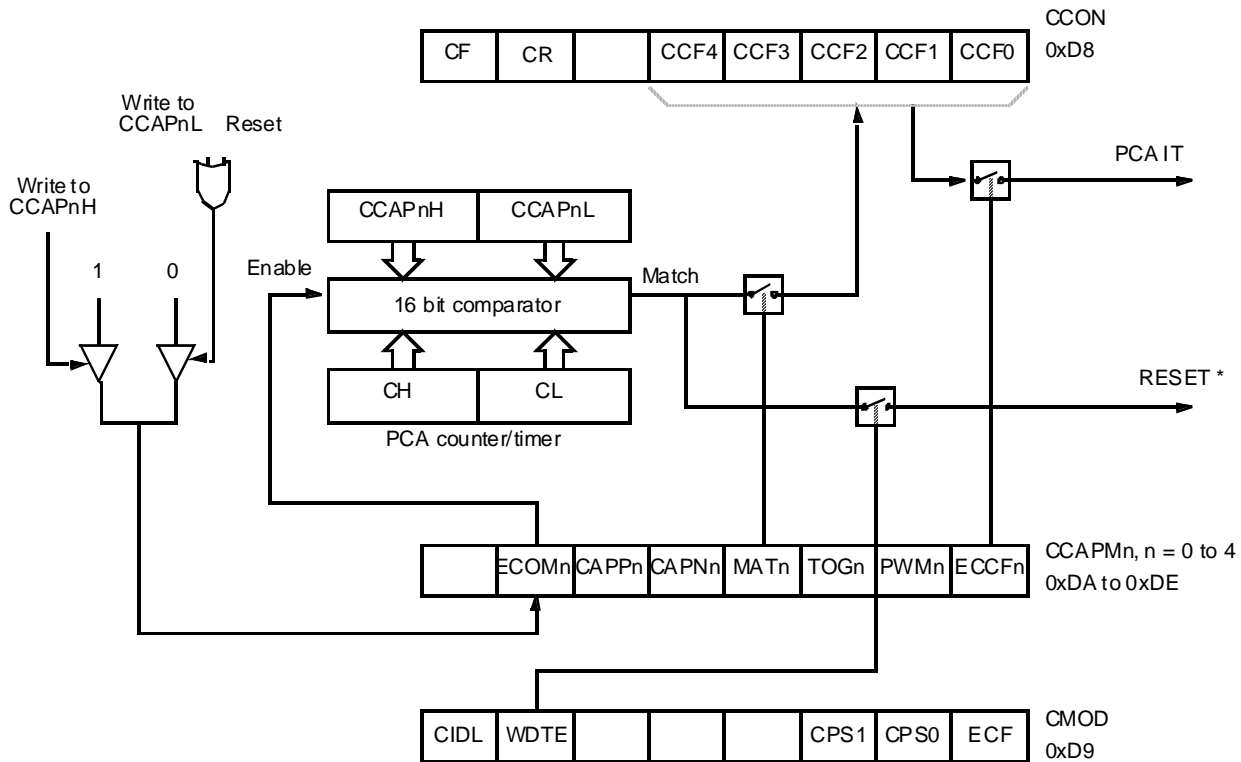 CCON
0xD8
CF CR CCF4 CCF3 CCF2 CCF1 CCF0
Write to
CCAPnL Reset
PCA IT
Write to
CCAPnH
CCAPnH CCAPnL
Enable
Match
1 0
16 bit comparator
RESET *
CH CL
PCA counter/timer
ECOMn CAPPn CAPNn MATn TOGn PWMn ECCFn
CCAPMn, n = 0 to 4
0xDA to 0xDE
CIDL WDTE CPS1 CPS0 ECF
CMOD
0xD9